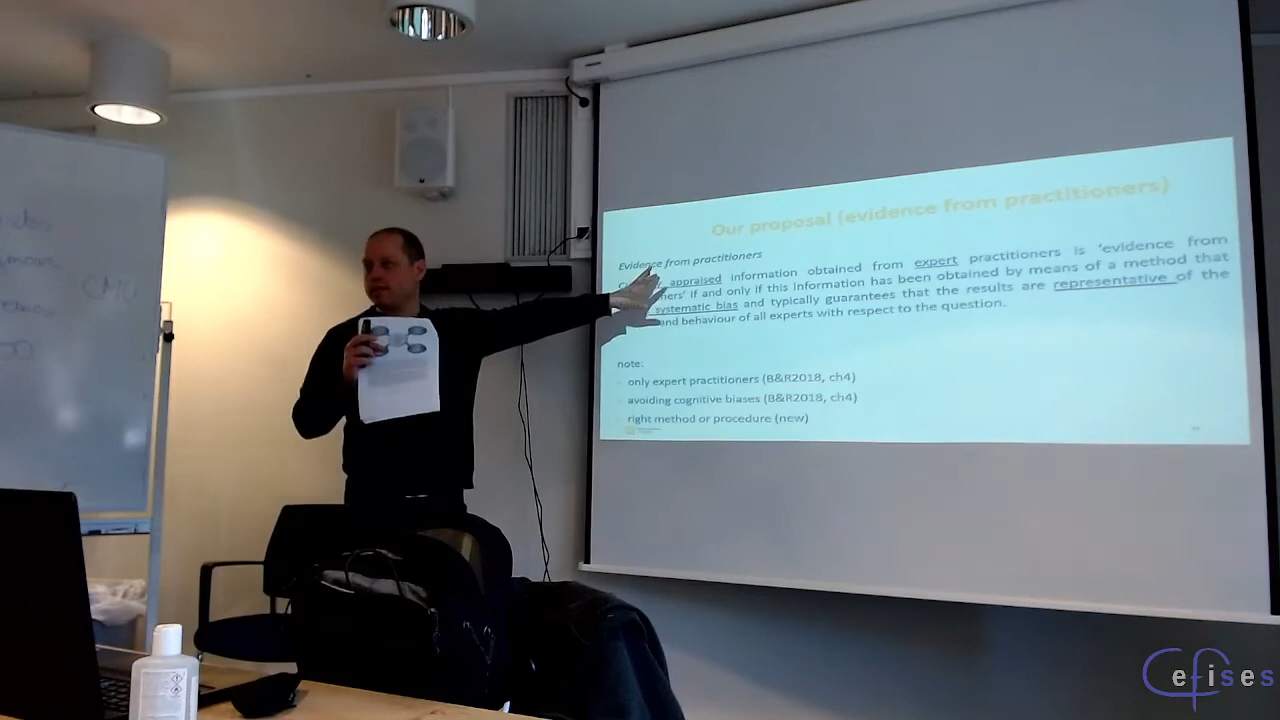 Our proposal (evidence from practitioners)
Evidence from practitioners
appraised information obtained from expert practitioners is 'evidence from
if and only if this information has been obtained by means of a method that
systematic bias and typically guarantees that the results are representative of the
and behaviour of all experts with respect to the question.
note:
only expert practitioners (B&R2018, ch4)
avoiding cognitive biases (B&R2018, ch4)
right method or procedure (new)
Cefises